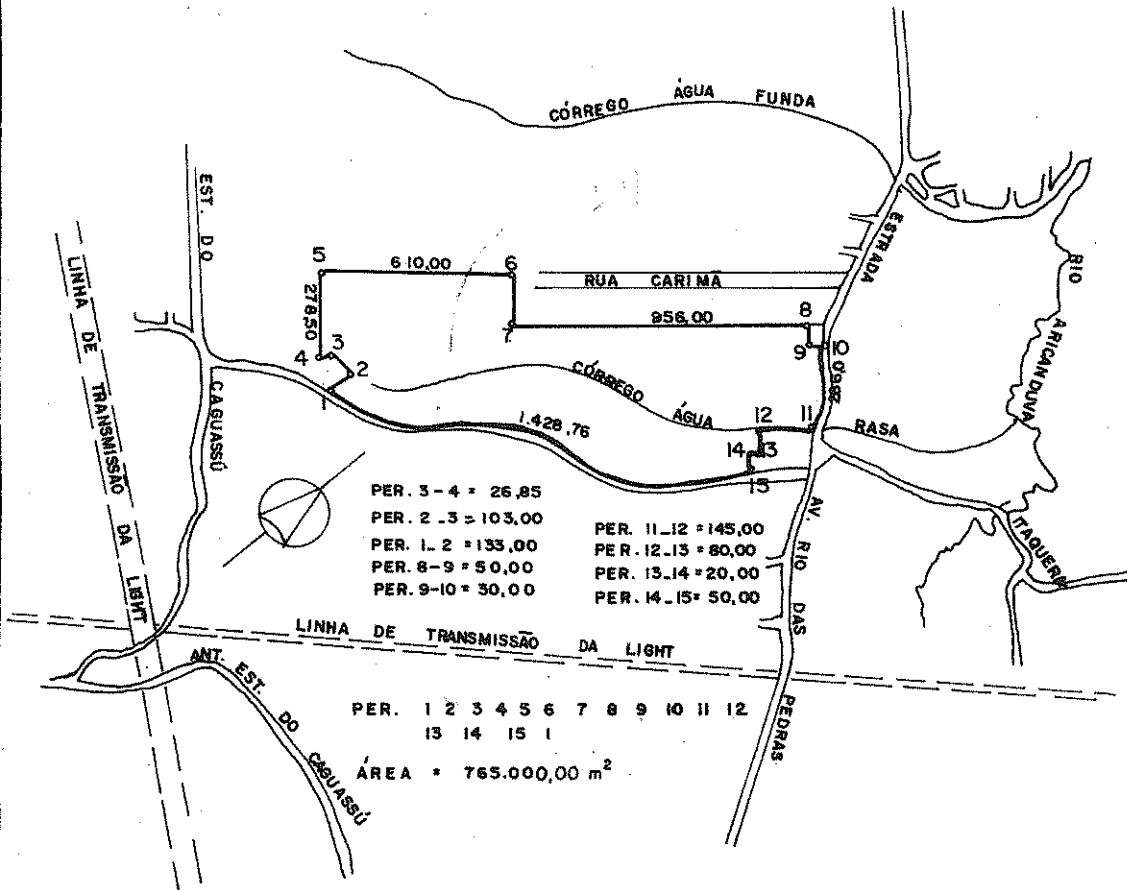 CÓRREGO ÁGUA FUNDA
EST. DO
CAGUASSÚ
LINHA DE TRANSMISSÃO DA LIGHT
ESTRADA
RIO ARICANDUVA
5
610,00
6
RUA CARIMÃ
278,50
956,00
7
8
9
10
4
3
2
1
CÓRREGO ÁGUA RASA
12
11
1.428,76
14
13
15
PER. 3-4 = 26,85
PER. 2-3 = 103,00
PER. 1-2 = 133,00
PER. 8-9 = 50,00
PER. 9-10 = 30,00
PER. 11-12 = 145,00
PER. 12-13 = 80,00
PER. 13-14 = 20,00
PER. 14-15 = 50,00
AV. RIO DAS PEDRAS
ITAQUERA
LINHA DE TRANSMISSÃO DA LIGHT
ANT. EST. DO CAGUASSÚ
PER. 1 2 3 4 5 6 7 8 9 10 11 12
13 14 15 1
ÁREA = 765.000,00 m²